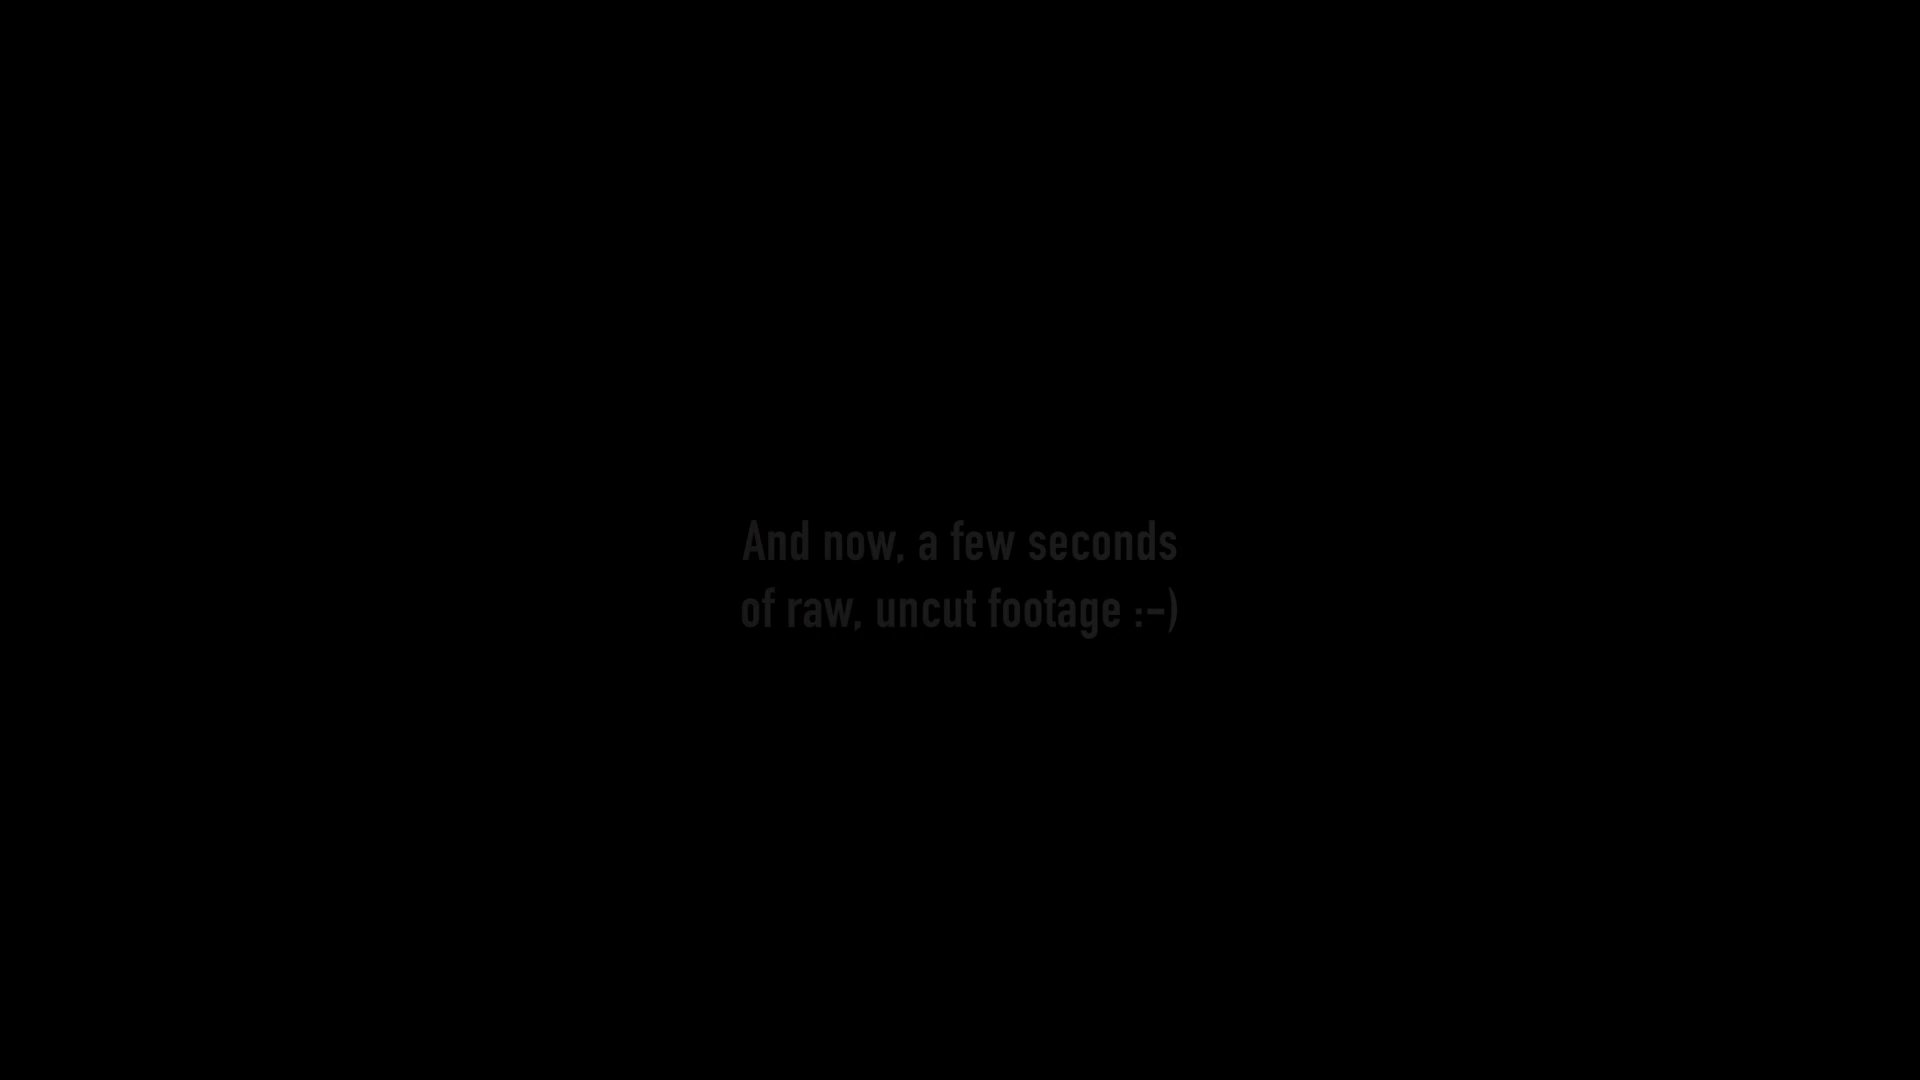 And now, a few seconds
of raw, uncut footage :-)